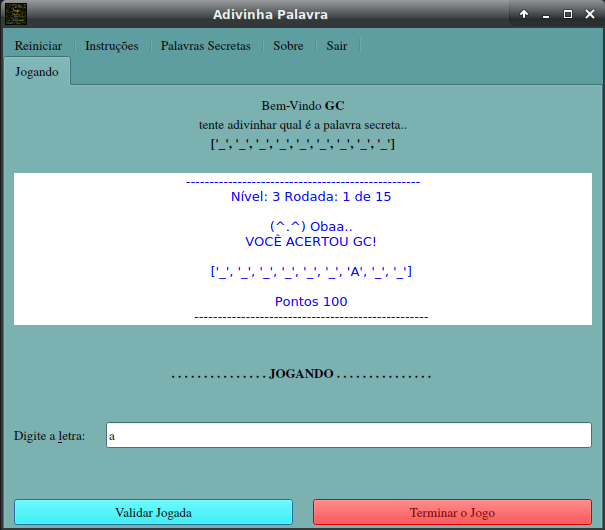 Adivinha Palavra
Reiniciar Instruções Palavras Secretas Sobre Sair
Jogando
Bem-Vindo GC
tente adivinhar qual é a palavra secreta..
['_', '_', '_', '_', '_', '_', '_', '_', '_']
--------------------------------------------------
Nível: 3 Rodada: 1 de 15
(^.^) Obaa..
VOCÊ ACERTOU GC!
['_', '_', '_', '_', '_', '_', 'A', '_', '_']
Pontos 100
--------------------------------------------------
. . . . . . . . . . . . . . . JOGANDO . . . . . . . . . . . . . . .
Digite a letra: a
Validar Jogada Terminar o Jogo